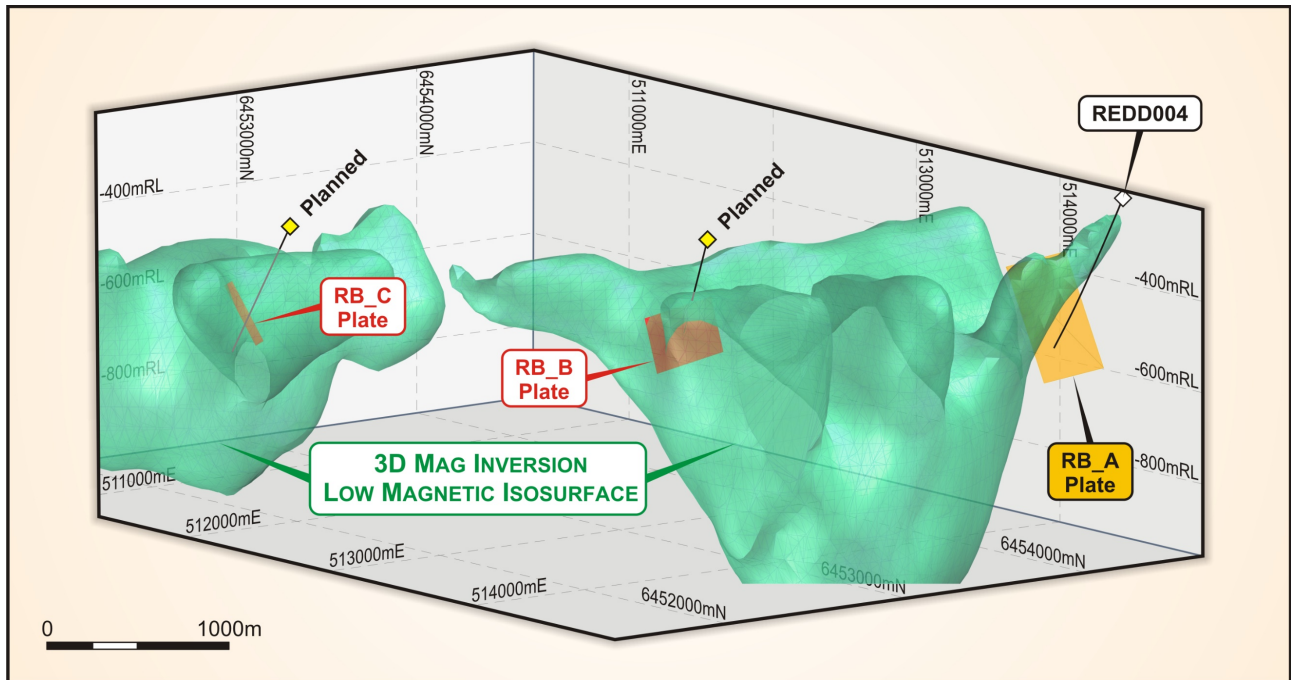 6453000mN
6454000mN
511000mE
513000mE
514000mE
REDD004
-400mRL
-600mRL
-800mRL
Planned
Planned
RB_C
Plate
RB_B
Plate
-400mRL
-600mRL
-800mRL
RB_A
Plate
3D MAG INVERSION
LOW MAGNETIC ISOSURFACE
511000mE
512000mE
513000mE
514000mE
6452000mN
6453000mN
6454000mN
0 1000m